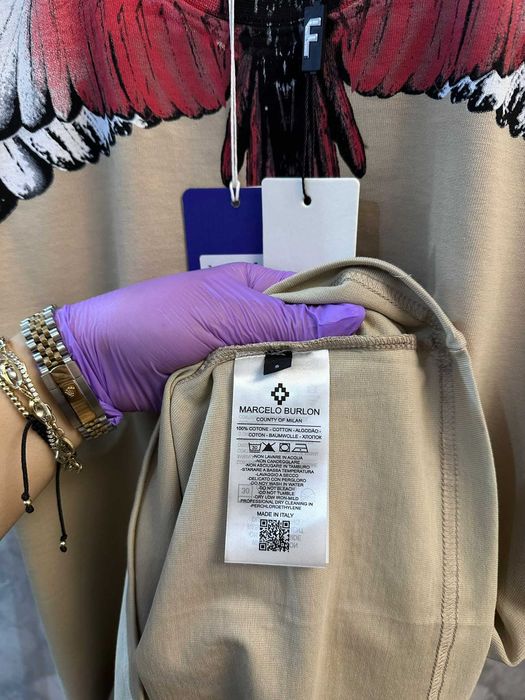 F
MARCELO BURLON
COUNTY OF MILAN
100% COTONE - COTTON - ALGODÃO -
COTON - BAUMWOLLE - ХЛОПОК
-NON LAVARE IN ACQUA
-NON CANDEGGIARE
-NON ASCIUGARE IN TAMBURO
-STIRARE A BASSA TEMPERATURA
-LAVAGGIO A SECCO
-DELICATO CON PERCLORO
-DO NOT WASH IN WATER
-DO NOT BLEACH
-DO NOT TUMBLE
-DRY LOW IRON MILD
PROFESSIONAL DRY CLEANING IN
-PERCHLOROETHYLENE
MADE IN ITALY